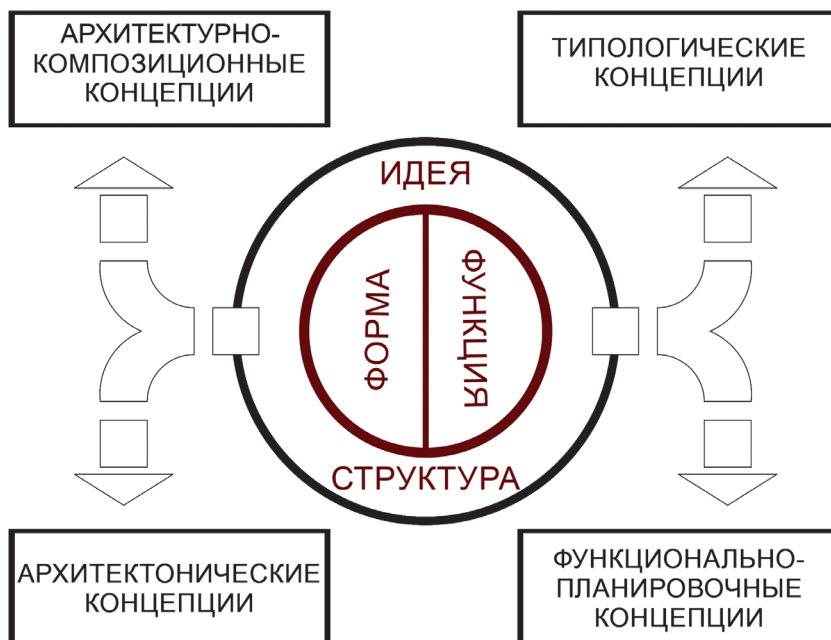 АРХИТЕКТУРНО-
КОМПОЗИЦИОННЫЕ
КОНЦЕПЦИИ
ТИПОЛОГИЧЕСКИЕ
КОНЦЕПЦИИ
ИДЕЯ
ФОРМА
ФУНКЦИЯ
СТРУКТУРА
АРХИТЕКТОНИЧЕСКИЕ
КОНЦЕПЦИИ
ФУНКЦИОНАЛЬНО-
ПЛАНИРОВОЧНЫЕ
КОНЦЕПЦИИ